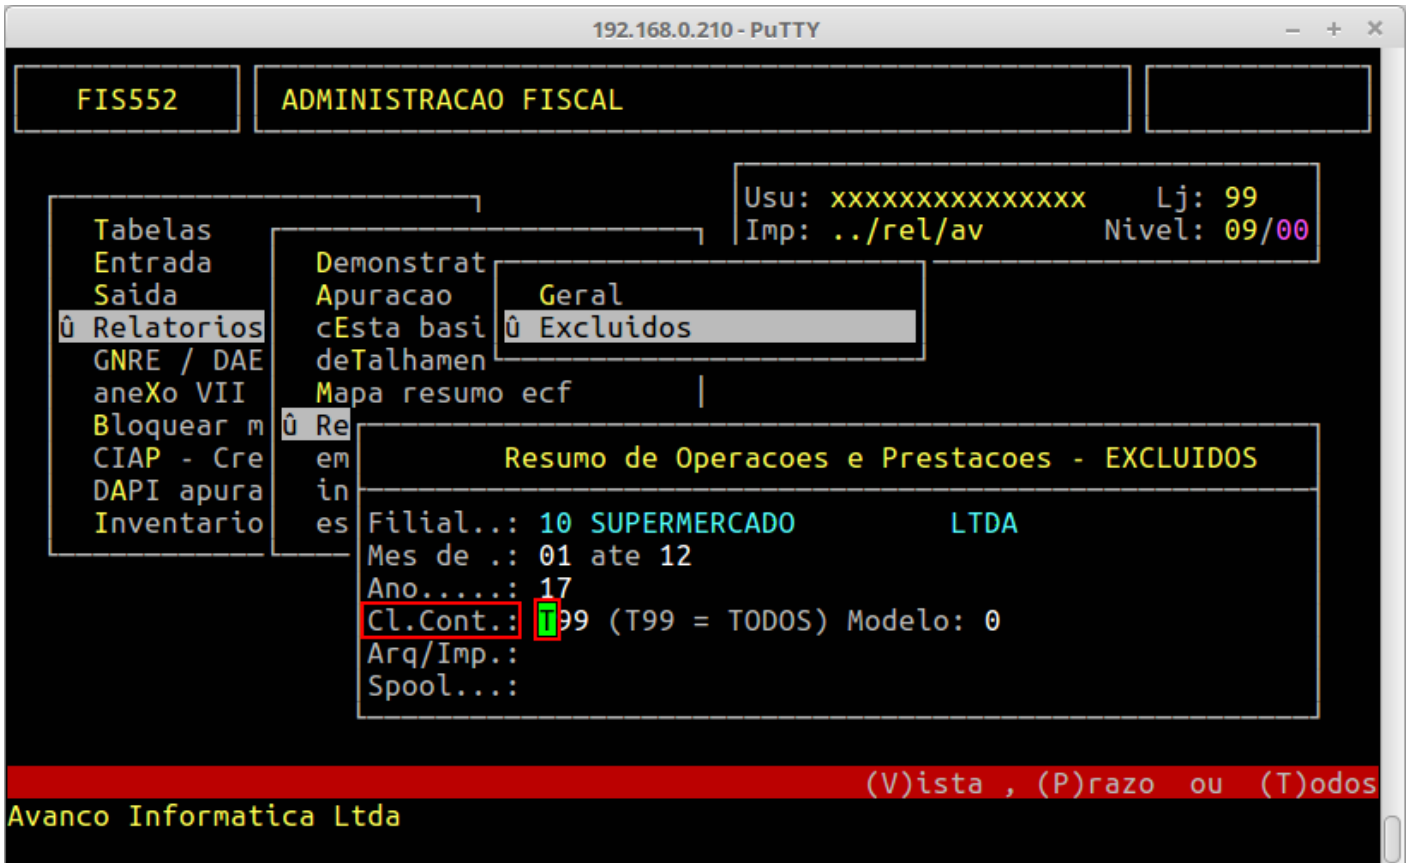 192.168.0.210 - PuTTY
FIS552 ADMINISTRACAO FISCAL
Usu: xxxxxxxxxxxxxxx Lj: 99
Imp: ../rel/av Nivel: 09/00
Tabelas
Entrada
Saida
û Relatorios
GNRE / DAE
aneXo VII
Bloquear m
CIAP - Cre
DAPI apura
Inventario
Demonstrat
Apuracao
cEsta basi
deTalhamen
Mapa resumo ecf
û Re
em
in
es
Geral
û Excluidos
Resumo de Operacoes e Prestacoes - EXCLUIDOS
Filial..: 10 SUPERMERCADO LTDA
Mes de .: 01 ate 12
Ano.....: 17
Cl.Cont.: T99 (T99 = TODOS) Modelo: 0
Arq/Imp.:
Spool...:
(V)ista , (P)razo ou (T)odos
Avanco Informatica Ltda